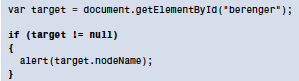 var target = document.getElementById("berenger");
if (target != null)
{
  alert(target.nodeName);
}